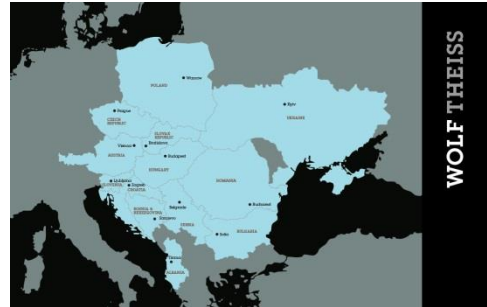 POLAND
Warsaw
Prague
CZECH
REPUBLIC
Kyiv
UKRAINE
SLOVAK
REPUBLIC
Vienna
Bratislava
AUSTRIA
Budapest
HUNGARY
Ljubljana
SLOVENIA
Zagreb
CROATIA
ROMANIA
BOSNIA &
HERZEGOVINA
Belgrade
Bucharest
Sarajevo
SERBIA
Sofia
BULGARIA
Tirana
ALBANIA
WOLF THEISS